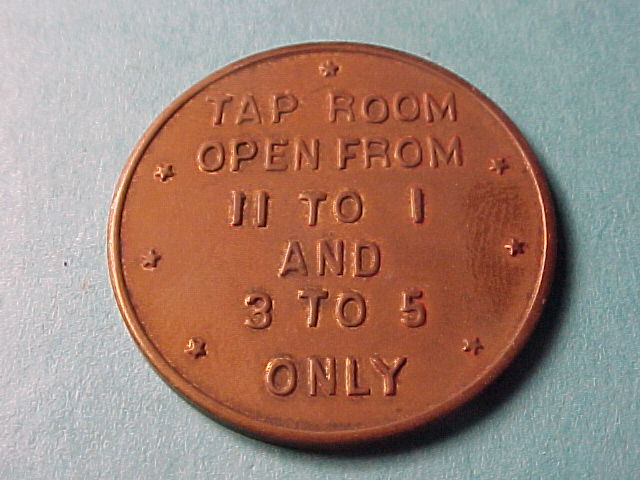 TAP ROOM
OPEN FROM
11 TO 1
AND
3 TO 5
ONLY